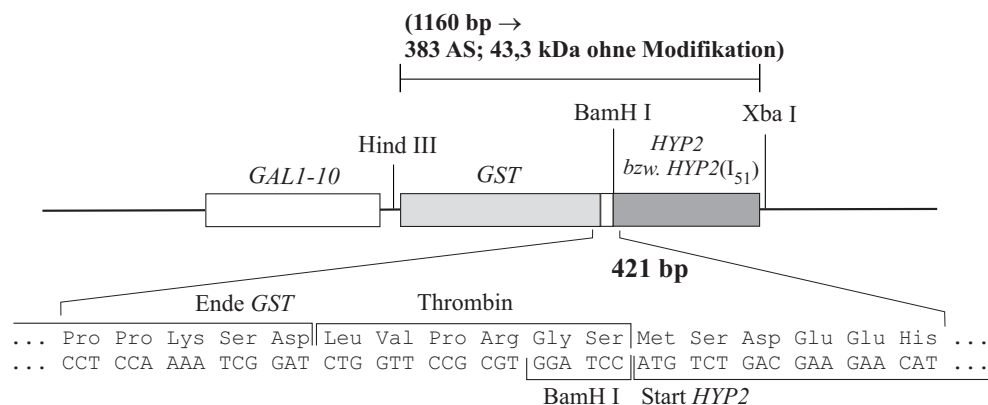 (1160 bp →
383 AS; 43,3 kDa ohne Modifikation)
BamH I
Xba I
Hind III
HYP2
bzw. HYP2(I51)
GAL1-10
GST
421 bp
Ende GST
Thrombin
... Pro Pro Lys Ser Asp Leu Val Pro Arg Gly Ser Met Ser Asp Glu Glu His ...
... CCT CCA AAA TCG GAT CTG GTT CCG CGT GGA TCC ATG TCT GAC GAA GAA CAT ...
BamH I
Start HYP2